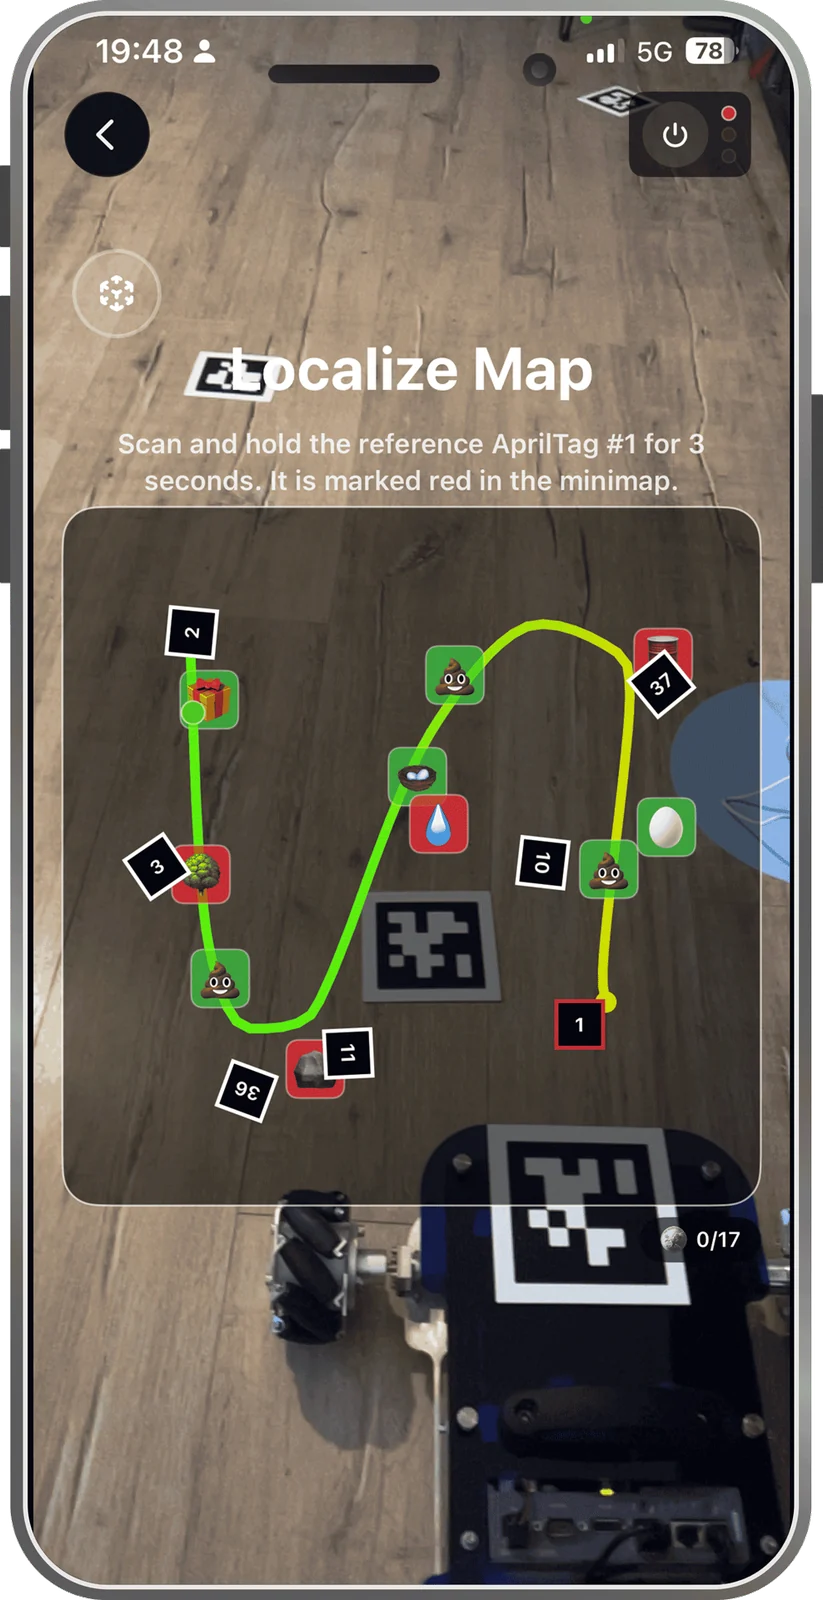 19:48
5G 78
Localize Map
Scan and hold the reference AprilTag #1 for 3
seconds. It is marked red in the minimap.
2
37
3
10
1
11
36
0/17